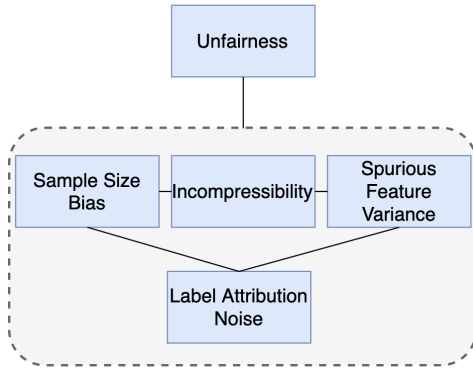 Unfairness
Sample Size
Bias
Incompressibility
Spurious
Feature
Variance
Label Attribution
Noise